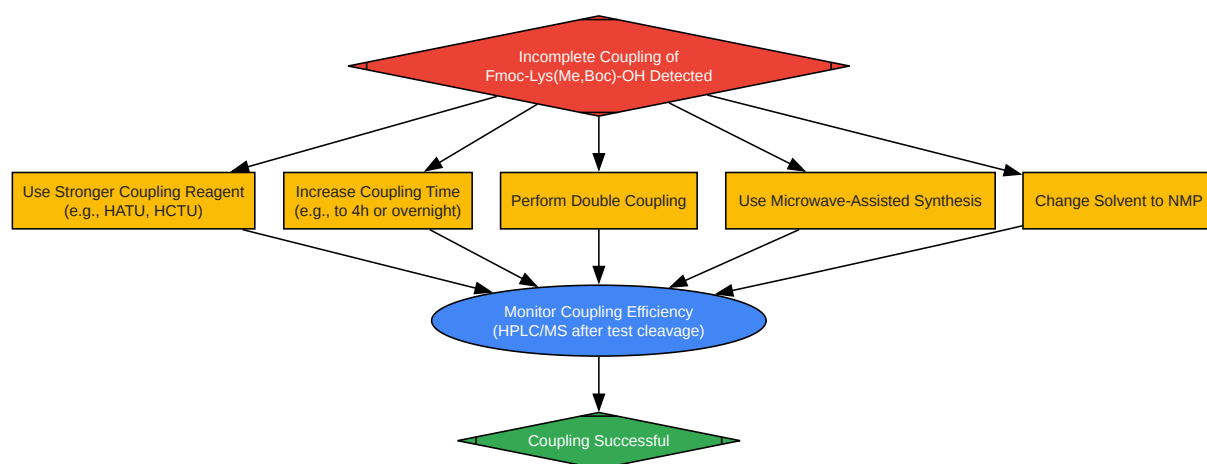 Incomplete Coupling of
Fmoc-Lys(Me,Boc)-OH Detected
Use Stronger Coupling Reagent
(e.g., HATU, HCTU)
Increase Coupling Time
(e.g., to 4h or overnight)
Perform Double Coupling
Use Microwave-Assisted Synthesis
Change Solvent to NMP
Monitor Coupling Efficiency
(HPLC/MS after test cleavage)
Coupling Successful